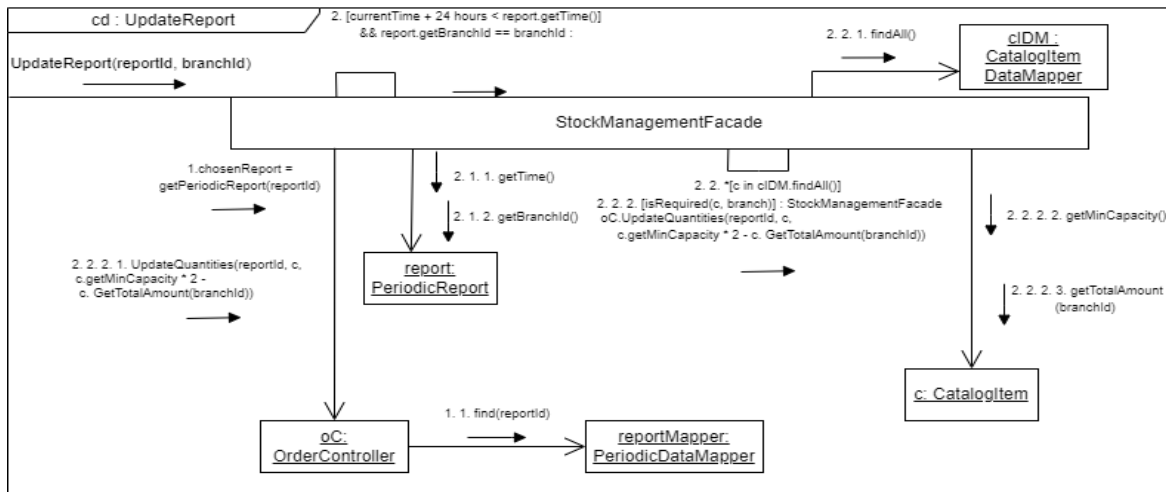 cd : UpdateReport
2. [currentTime + 24 hours < report.getTime()]
&& report.getBranchId == branchId :
UpdateReport(reportId, branchId)
2. 2. 1. findAll()
cIDM :
CatalogItem
DataMapper
StockManagementFacade
1.chosenReport =
getPeriodicReport(reportId)
2. 1. 1. getTime()
2. 1. 2. getBranchId()
2. 2. *[c in cIDM.findAll()]
2. 2. 2. [isRequired(c, branch)] : StockManagementFacade
oC.UpdateQuantities(reportId, c,
c.getMinCapacity * 2 - c. GetTotalAmount(branchId))
2. 2. 2. 2. getMinCapacity()
2. 2. 2. 1. UpdateQuantities(reportId, c,
c.getMinCapacity * 2 -
c. GetTotalAmount(branchId))
report:
PeriodicReport
2. 2. 2. 3. getTotalAmount
(branchId)
c: CatalogItem
1. 1. find(reportId)
oC:
OrderController
reportMapper:
PeriodicDataMapper